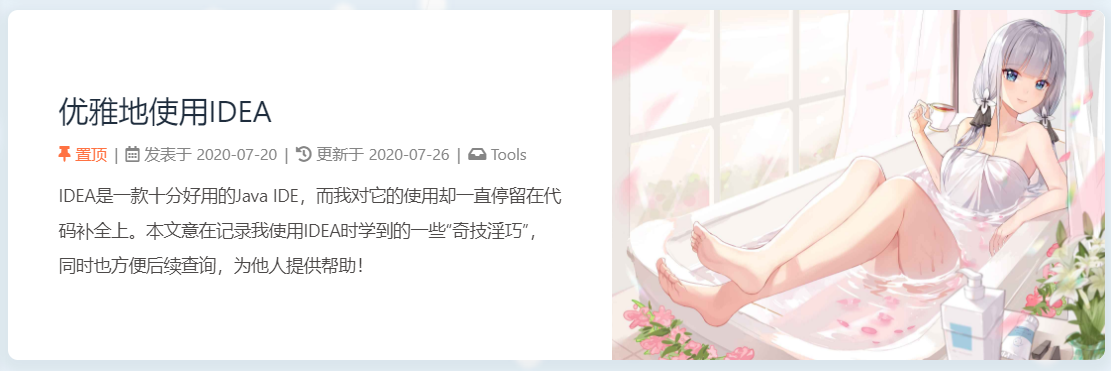 优雅地使用IDEA
置顶 | 发表于 2020-07-20 | 更新于 2020-07-26 | Tools
IDEA是一款十分好用的Java IDE，而我对它的使用却一直停留在代
码补全上。本文意在记录我使用IDEA时学到的一些“奇技淫巧”，
同时也方便后续查询，为他人提供帮助！